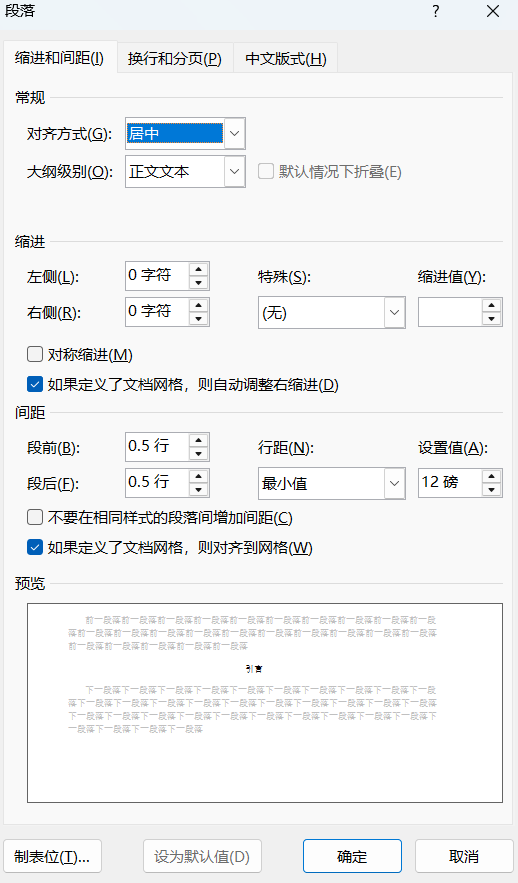 段落 ?
缩进和间距(I) 换行和分页(P) 中文版式(H)
常规
对齐方式(G): 居中
大纲级别(O): 正文文本 默认情况下折叠(E)
缩进
左侧(L): 0 字符 特殊(S): 缩进值(Y):
右侧(R): 0 字符 (无)
对称缩进(M)
如果定义了文档网格，则自动调整右缩进(D)
间距
段前(B): 0.5 行 行距(N): 设置值(A):
段后(F): 0.5 行 最小值 12 磅
不要在相同样式的段落间增加间距(C)
如果定义了文档网格，则对齐到网格(W)
预览
前一段落前一段落前一段落前一段落前一段落前一段落前一段落前一段落前一段落前一段
落前一段落前一段落前一段落前一段落前一段落前一段落前一段落前一段落前一段落前一段落
前一段落前一段落前一段落前一段落前一段落
引言
下一段落下一段落下一段落下一段落下一段落下一段落下一段落下一段落下一段落下一段
落下一段落下一段落下一段落下一段落下一段落下一段落下一段落下一段落下一段落下一段落
下一段落下一段落下一段落下一段落下一段落下一段落下一段落下一段落下一段落下一段落下
一段落下一段落下一段落下一段落
制表位(T)... 设为默认值(D) 确定 取消